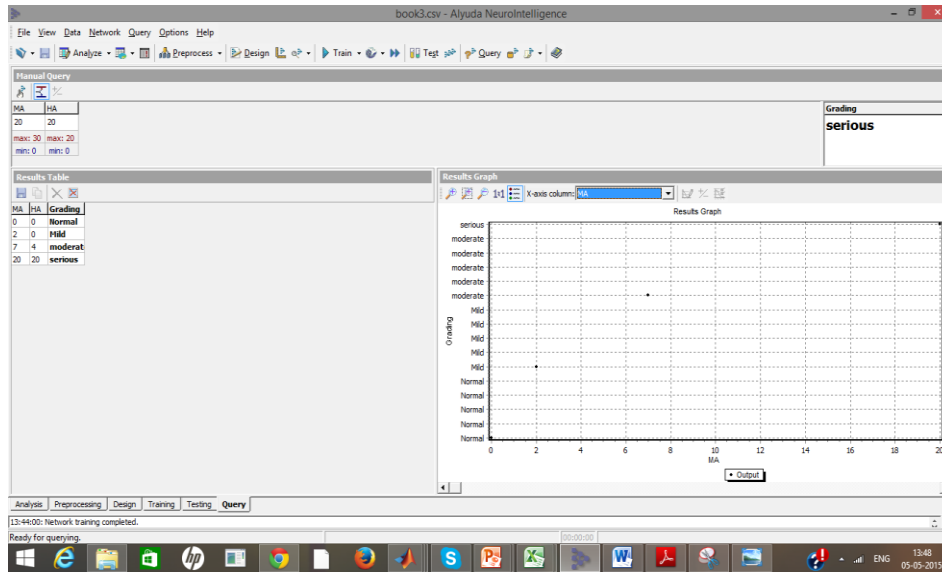 book3.csv - Alyuda NeuroIntelligence
File View Data Network Query Options Help
Analyze Preprocess Design Train Test Query
Manual Query
MA HA
20 20
max: 30 max: 20
min: 0 min: 0
Grading
serious
Results Table
MA HA Grading
0 0 Normal
2 0 Mild
7 4 moderat
20 20 serious
Results Graph
1:1 X-axis column: MA
Results Graph
serious
moderate
moderate
moderate
moderate
moderate
Mild
Mild
Mild
Mild
Mild
Normal
Normal
Normal
Normal
Normal
Grading
0 2 4 6 8 10 12 14 16 18 20
MA
Output
Analysis Preprocessing Design Training Testing Query
13:44:00: Network training completed.
Ready for querying.
00:00:00
ENG
13:48
05-05-2015